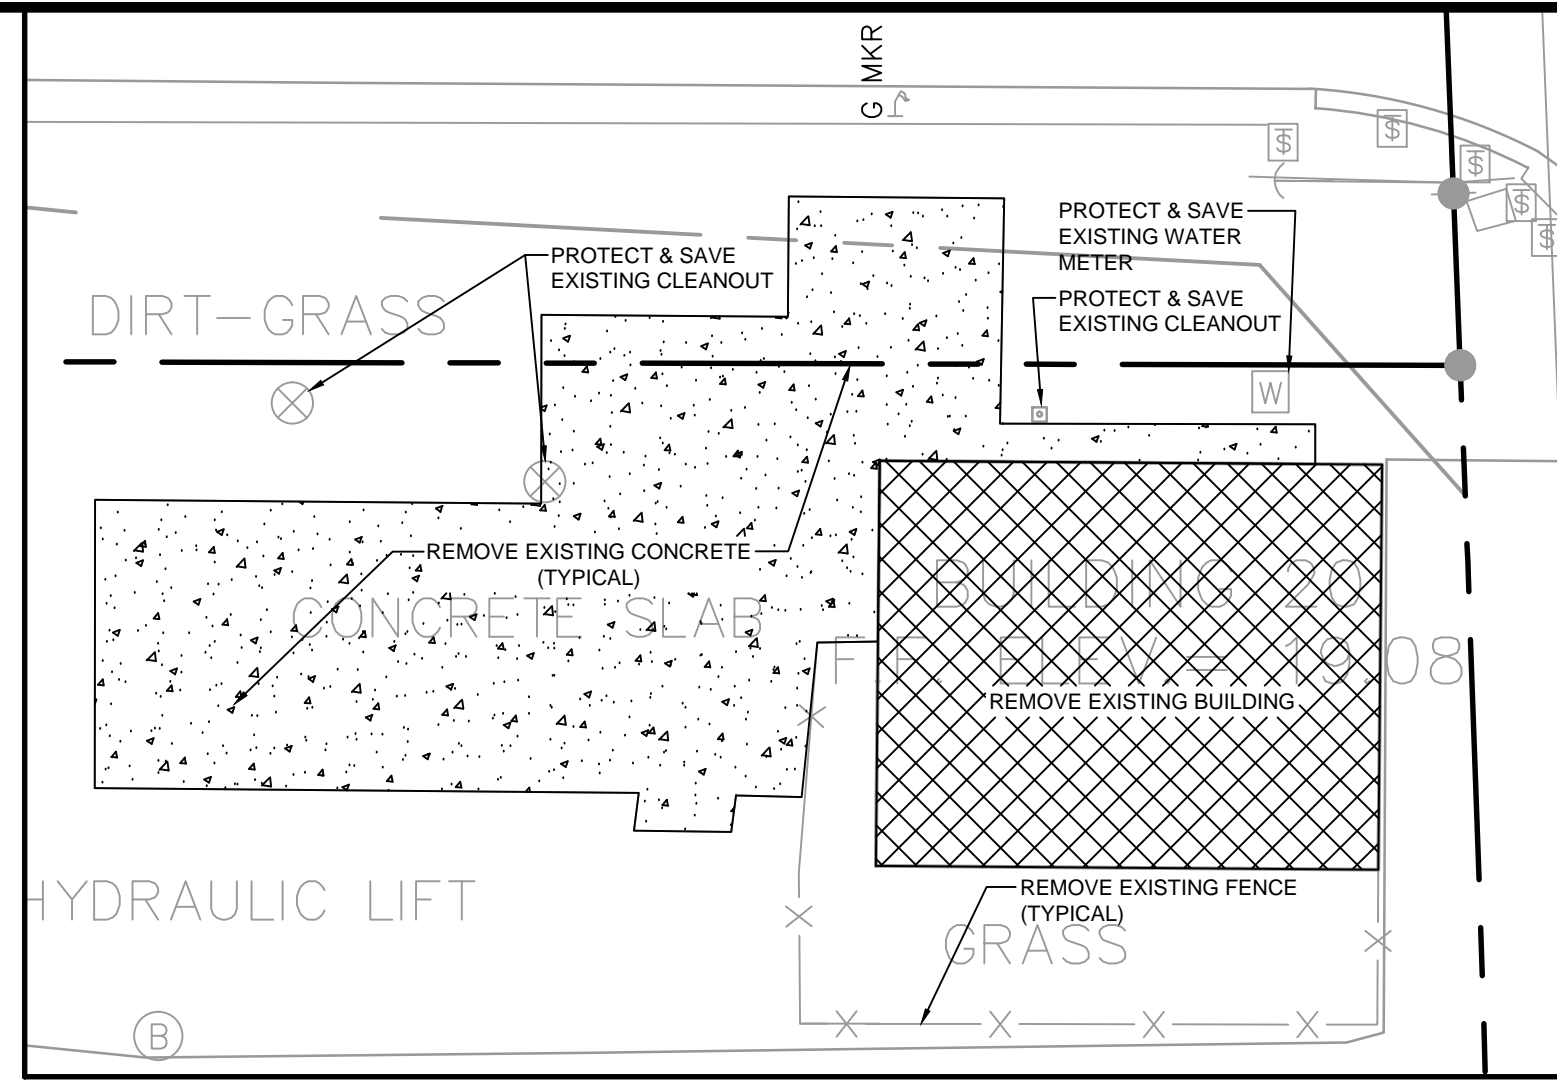 G MKR
PROTECT & SAVE
EXISTING WATER
METER
PROTECT & SAVE
EXISTING CLEANOUT
PROTECT & SAVE
EXISTING CLEANOUT
DIRT-GRASS
W
REMOVE EXISTING CONCRETE
(TYPICAL)
CONCRETE SLAB
BUILDING 20
F.F. ELEV.= 19.08
REMOVE EXISTING BUILDING
HYDRAULIC LIFT
REMOVE EXISTING FENCE
(TYPICAL)
GRASS
B